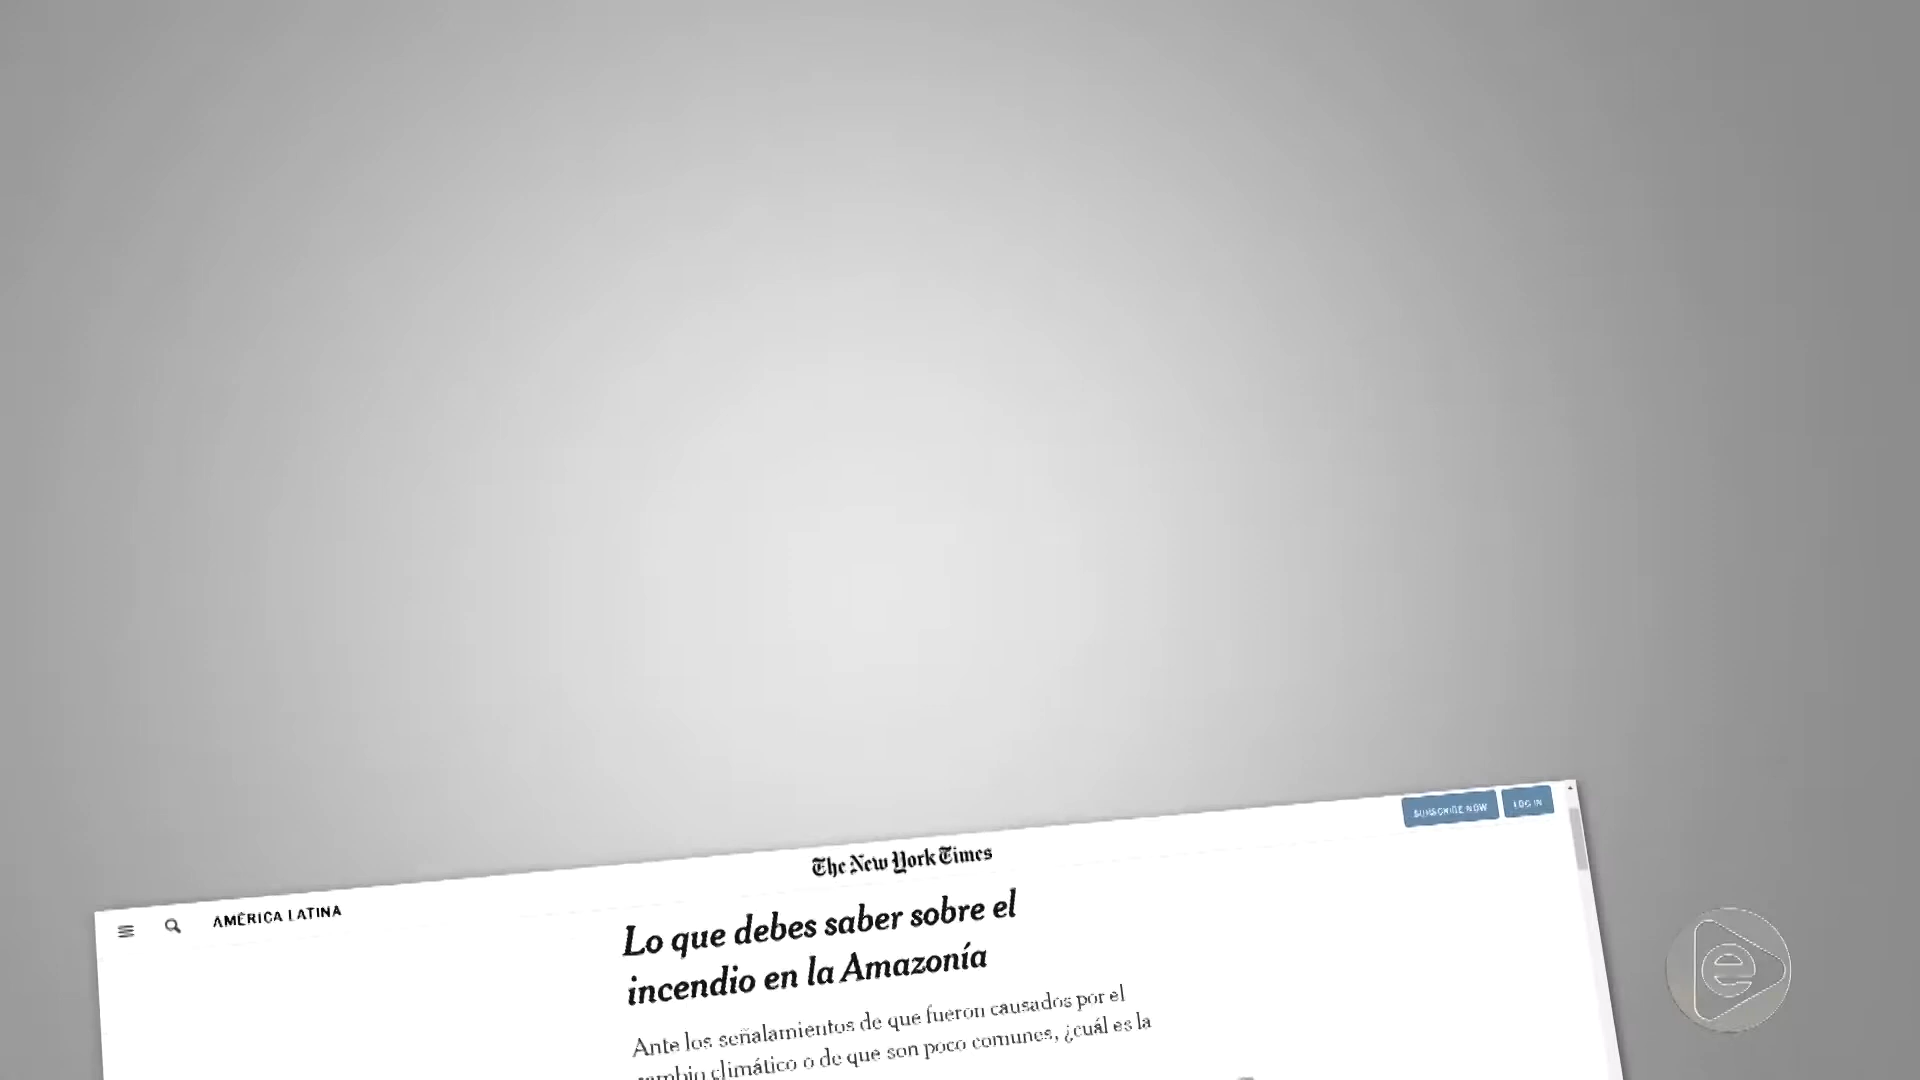 SUBSCRIBE NOW LOG IN
The New York Times
AMÉRICA LATINA
Lo que debes saber sobre el
incendio en la Amazonía
Ante los señalamientos de que fueron causados por el
cambio climático o de que son poco comunes, ¿cuál es la
e